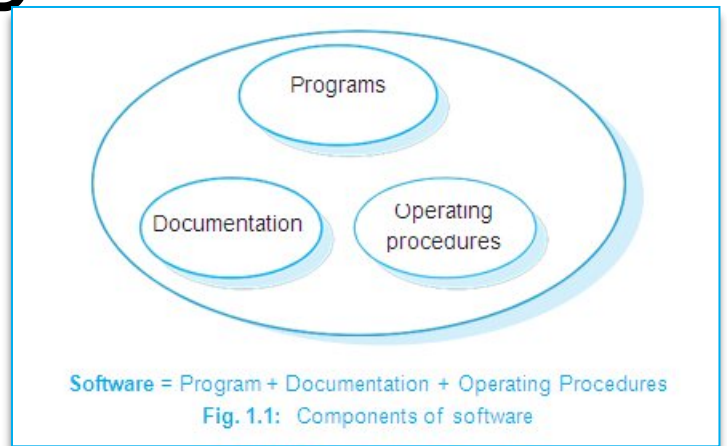 Programs
Documentation
Operating
procedures
Software = Program + Documentation + Operating Procedures
Fig. 1.1: Components of software